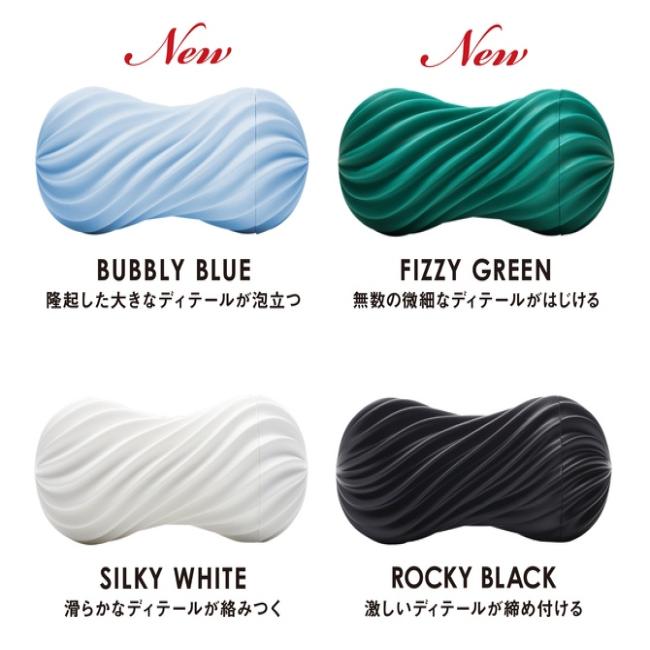 New
New
BUBBLY BLUE
隆起した大きなディテールが泡立つ
FIZZY GREEN
無数の微細なディテールがはじける
SILKY WHITE
滑らかなディテールが絡みつく
ROCKY BLACK
激しいディテールが締め付ける